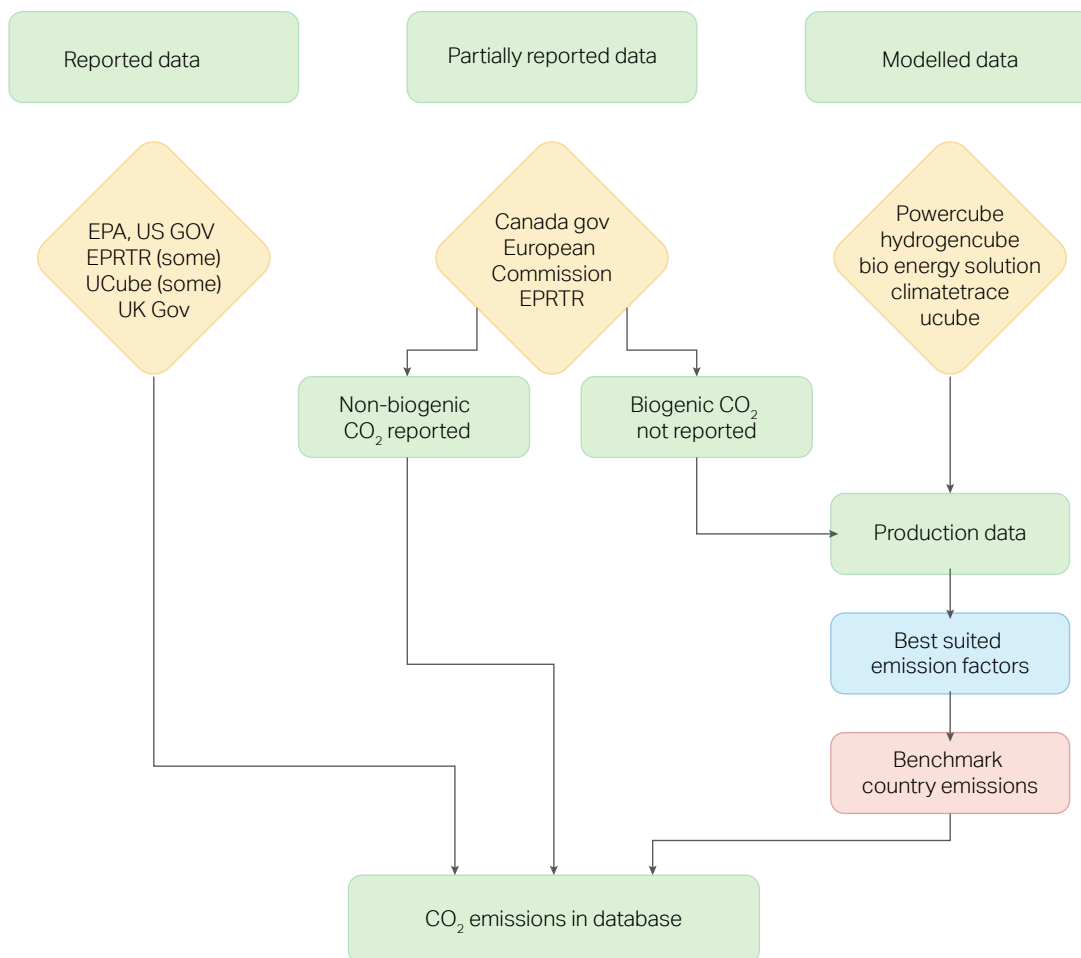 Reported data
Partially reported data
Modelled data
EPA, US GOV
EPRTR (some)
UCube (some)
UK Gov
Canada gov
European
Commission
EPRTR
Powercube
hydrogencube
bio energy solution
climatetrace
ucube
Non-biogenic
CO₂ reported
Biogenic CO₂
not reported
Production data
Best suited
emission factors
Benchmark
country emissions
CO₂ emissions in database